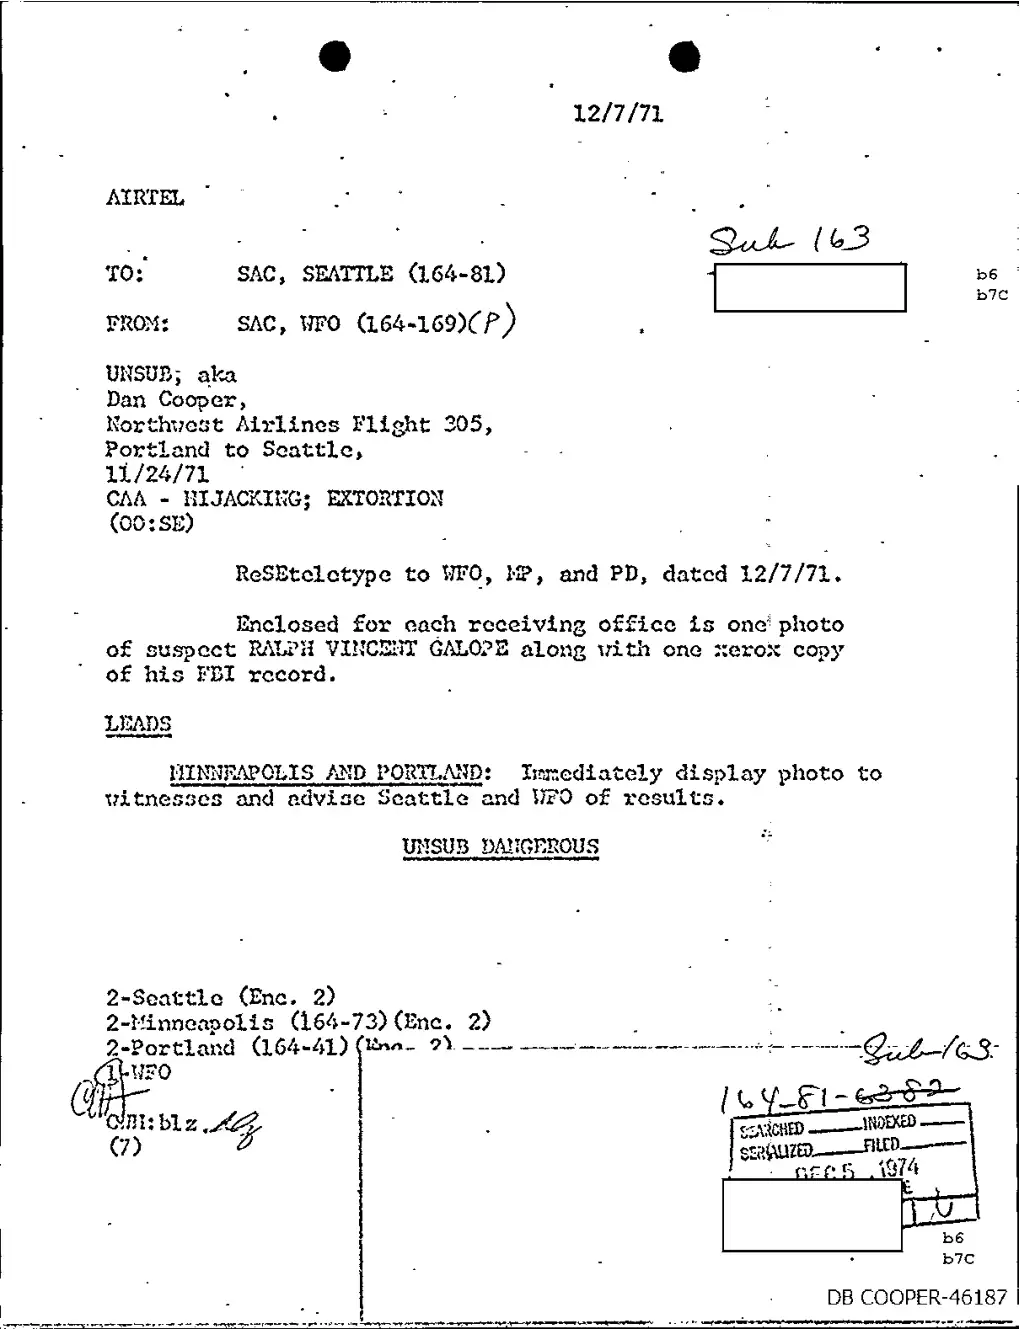 12/7/71
AIRTEL
Sub 163
TO: SAC, SEATTLE (164-81)
b6
b7C
FROM: SAC, WFO (164-169)(P)
UNSUB; aka
Dan Cooper,
Northwest Airlines Flight 305,
Portland to Seattle,
11/24/71
CAA - HIJACKING; EXTORTION
(OO:SE)
ReSEteletype to WFO, MP, and PD, dated 12/7/71.
Enclosed for each receiving office is one photo
of suspect RALPH VINCENT GALOPE along with one xerox copy
of his FBI record.
LEADS
MINNEAPOLIS AND PORTLAND: Immediately display photo to
witnesses and advise Seattle and WFO of results.
UNSUB DANGEROUS
2-Seattle (Enc. 2)
2-Minneapolis (164-73)(Enc. 2)
2-Portland (164-41)(Enc. 2)
Sub-163
1-WFO
164-81-6382
:blz
(7)
SEARCHED INDEXED
SERIALIZED FILED
DEC 5 1974
b6
b7C
DB COOPER-46187